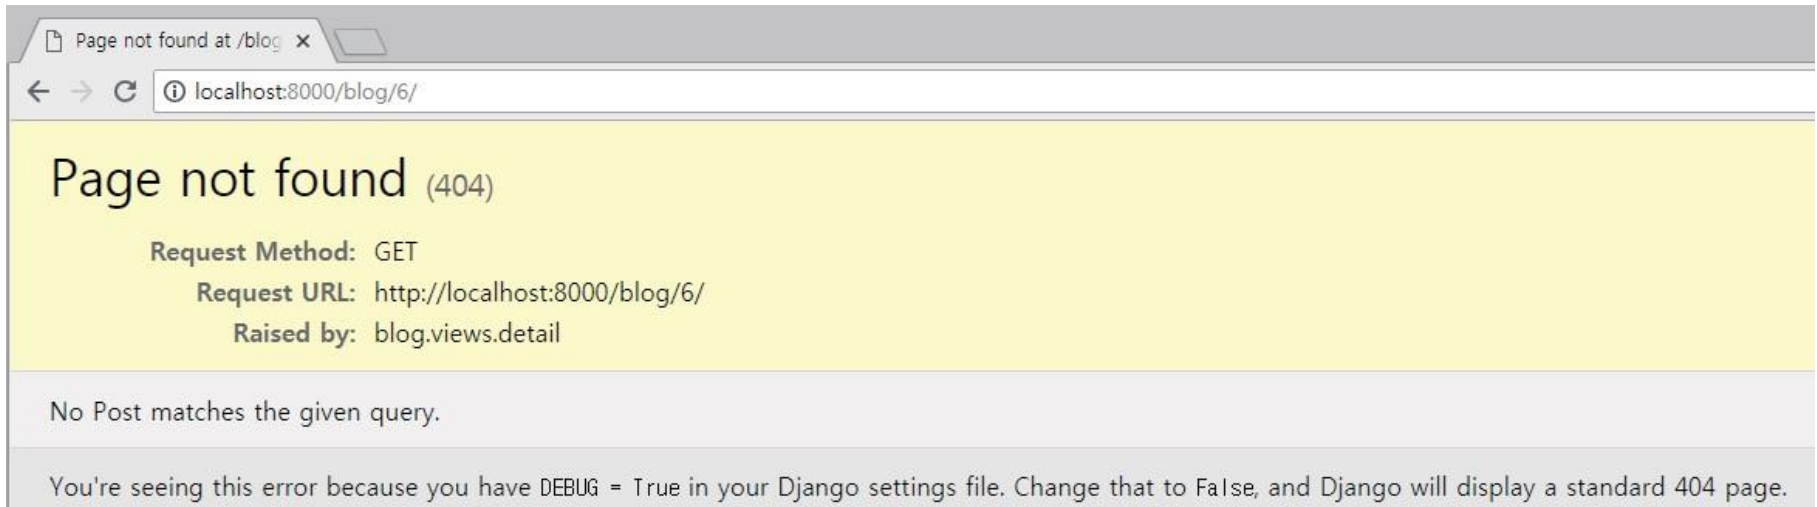 Page not found at /blog
localhost:8000/blog/6/
Page not found (404)
Request Method: GET
Request URL: http://localhost:8000/blog/6/
Raised by: blog.views.detail
No Post matches the given query.
You're seeing this error because you have DEBUG = True in your Django settings file. Change that to False, and Django will display a standard 404 page.